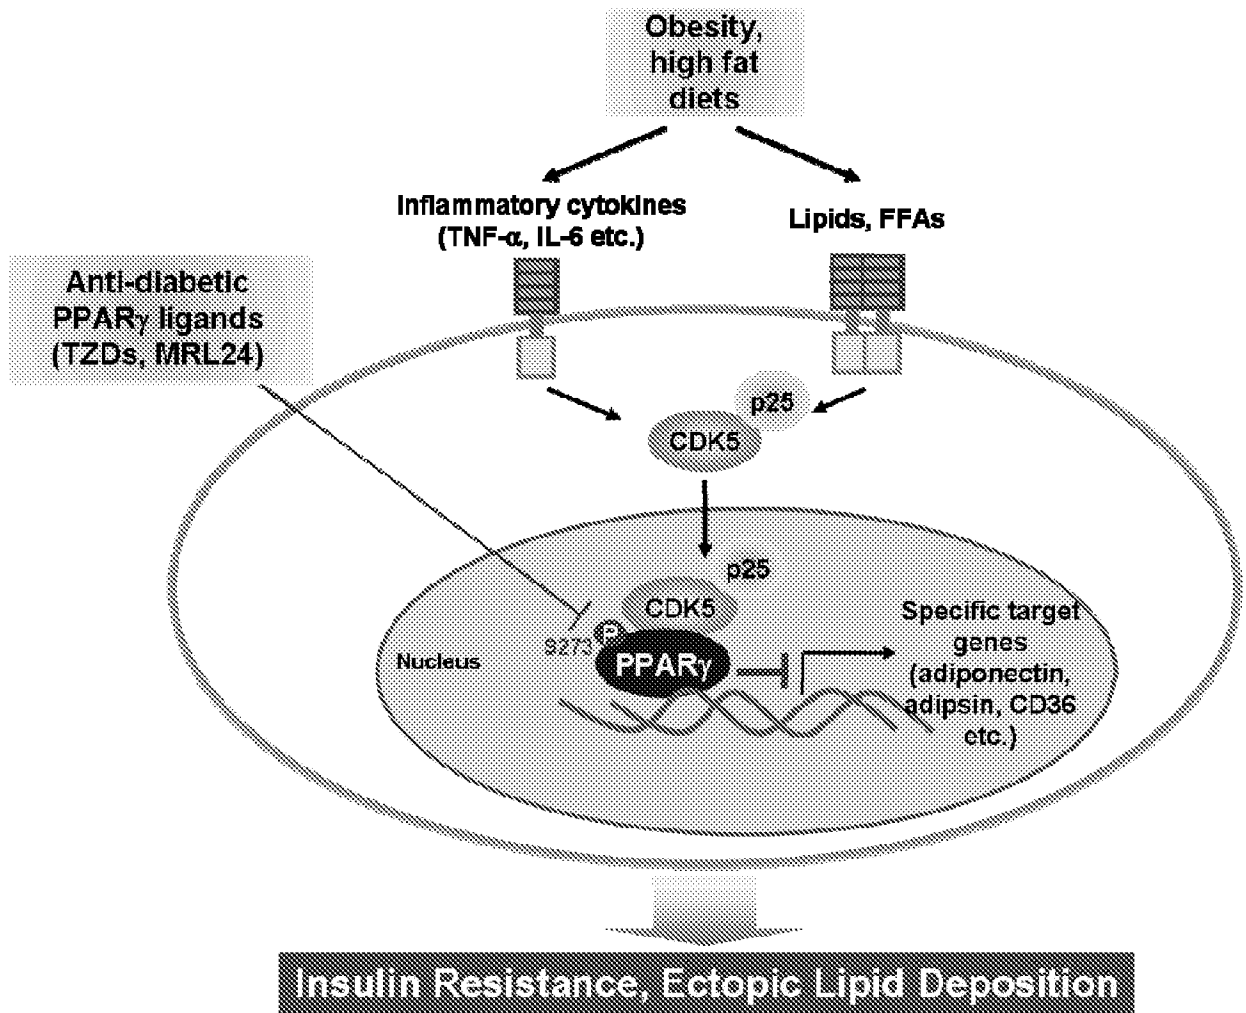 Obesity,
high fat
diets
Inflammatory cytokines
(TNF-α, IL-6 etc.)
Lipids, FFAs
Anti-diabetic
PPARγ ligands
(TZDs, MRL24)
p25
CDK5
p25
CDK5
P
S273
PPARγ
Nucleus
Specific target
genes
(adiponectin,
adipsin, CD36
etc.)
Insulin Resistance, Ectopic Lipid Deposition